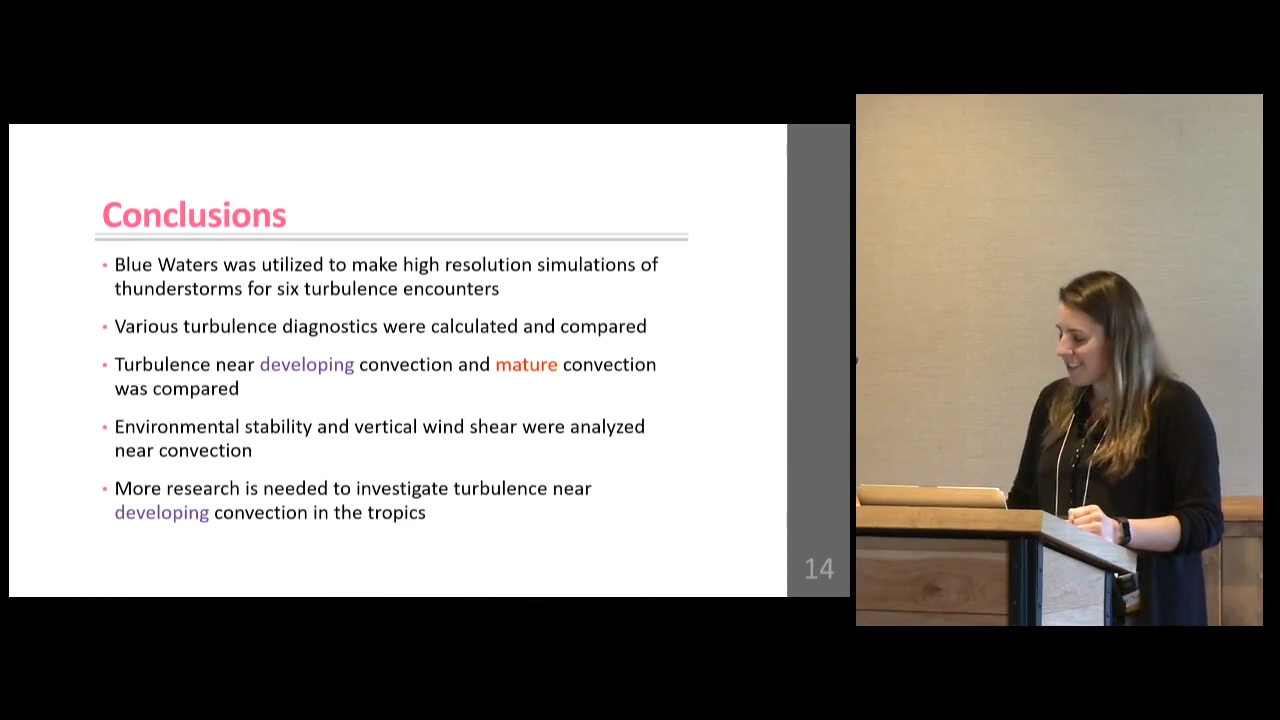 Conclusions
• Blue Waters was utilized to make high resolution simulations of
thunderstorms for six turbulence encounters
• Various turbulence diagnostics were calculated and compared
• Turbulence near developing convection and mature convection
was compared
• Environmental stability and vertical wind shear were analyzed
near convection
• More research is needed to investigate turbulence near
developing convection in the tropics
14